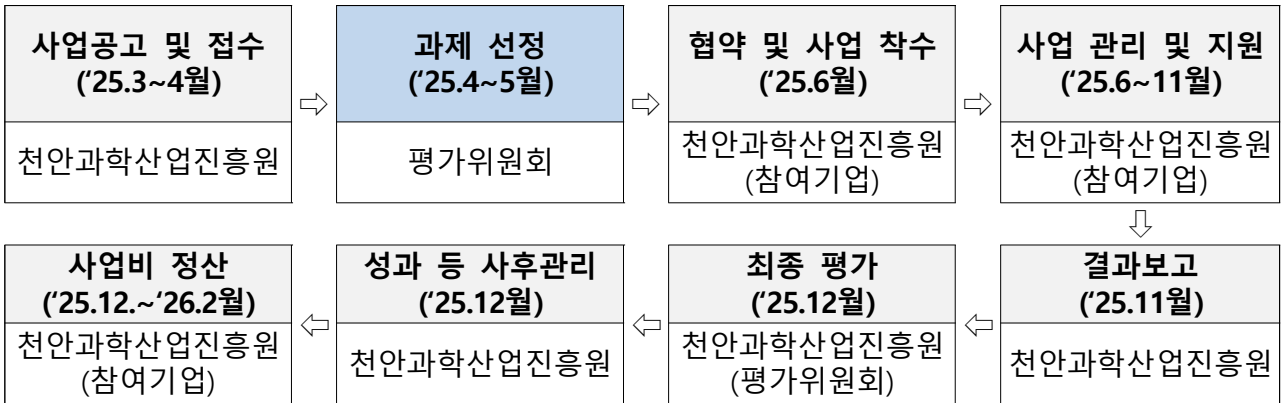 사업공고 및 접수
(‘25.3~4월)
천안과학산업진흥원
⇨
과제 선정
(‘25.4~5월)
평가위원회
⇨
협약 및 사업 착수
(‘25.6월)
천안과학산업진흥원
(참여기업)
⇨
사업 관리 및 지원
(‘25.6~11월)
천안과학산업진흥원
(참여기업)
⇩
결과보고
(‘25.11월)
천안과학산업진흥원
⇦
최종 평가
(‘25.12월)
천안과학산업진흥원
(평가위원회)
⇦
성과 등 사후관리
(‘25.12월)
천안과학산업진흥원
⇦
사업비 정산
(‘25.12.~‘26.2월)
천안과학산업진흥원
(참여기업)